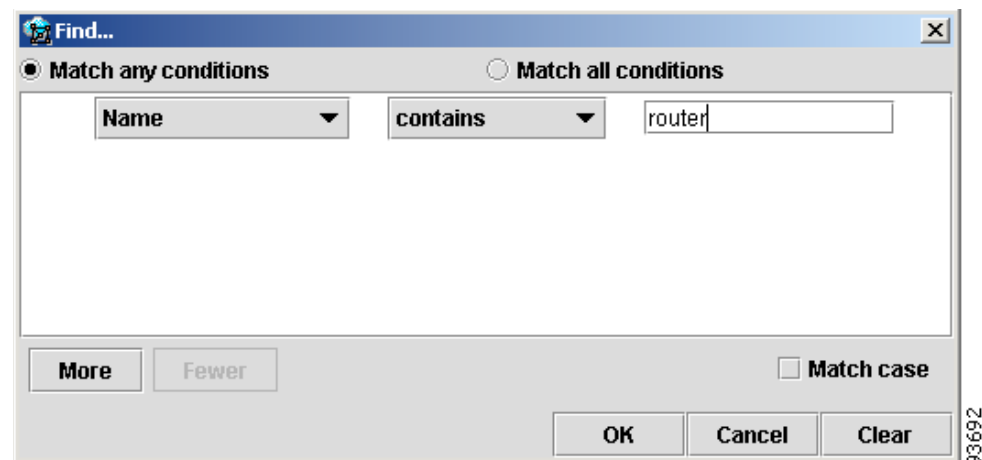 Find...
Match any conditions Match all conditions
Name contains router
More Fewer Match case
OK Cancel Clear
93692